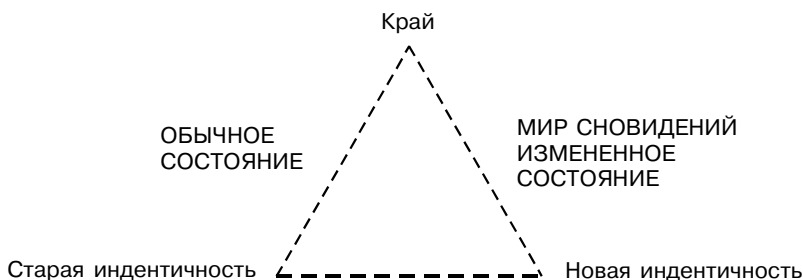 Край
ОБЫЧНОЕ
СОСТОЯНИЕ
МИР СНОВИДЕНИЙ
ИЗМЕНЕННОЕ
СОСТОЯНИЕ
Старая индентичность
Новая индентичность